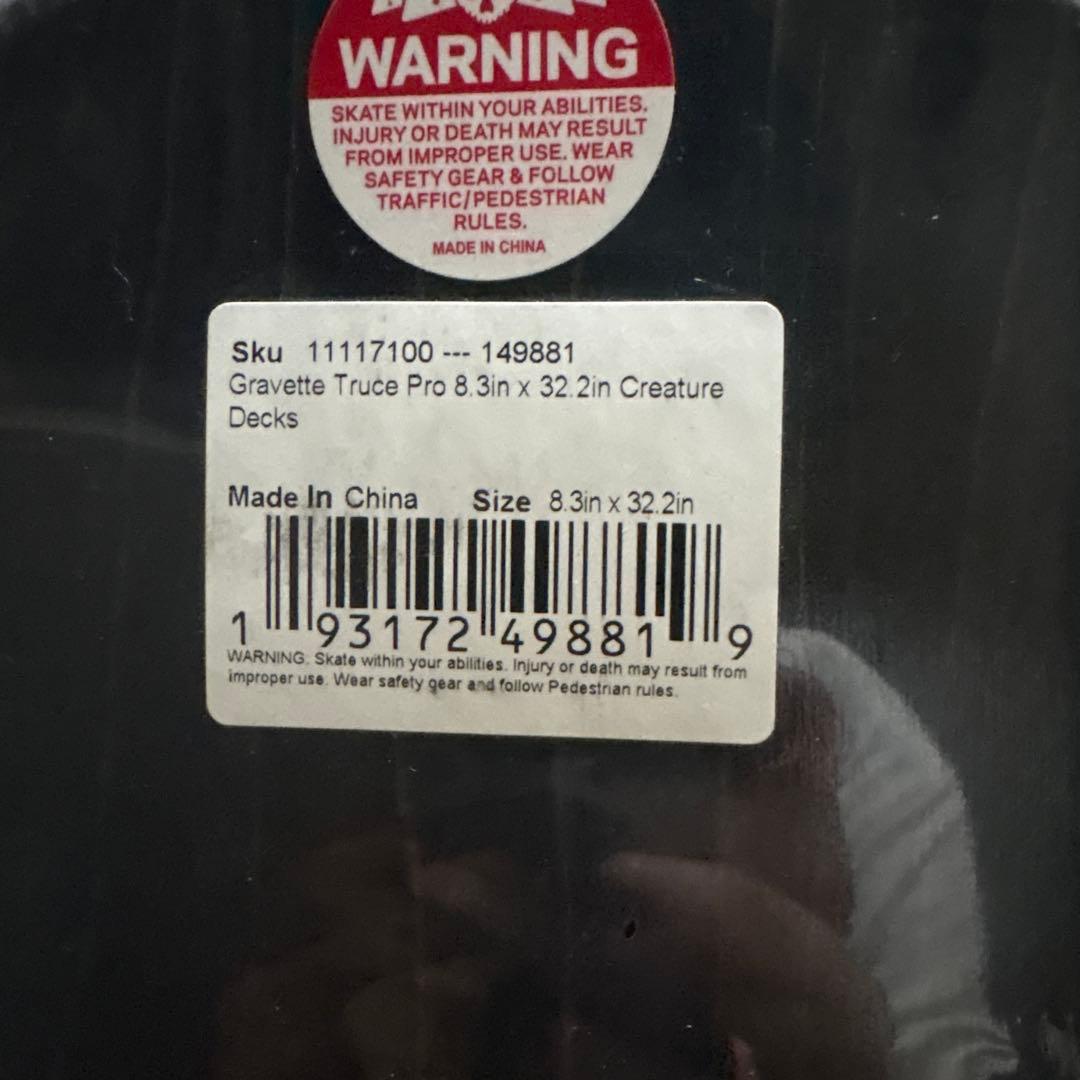 WARNING
SKATE WITHIN YOUR ABILITIES.
INJURY OR DEATH MAY RESULT
FROM IMPROPER USE. WEAR
SAFETY GEAR & FOLLOW
TRAFFIC/PEDESTRIAN
RULES.
MADE IN CHINA
Sku 11117100 --- 149881
Gravette Truce Pro 8.3in x 32.2in Creature
Decks
Made In China Size 8.3in x 32.2in
1 93172 49881 9
WARNING. Skate within your abilities. Injury or death may result from
improper use. Wear safety gear and follow Pedestrian rules.